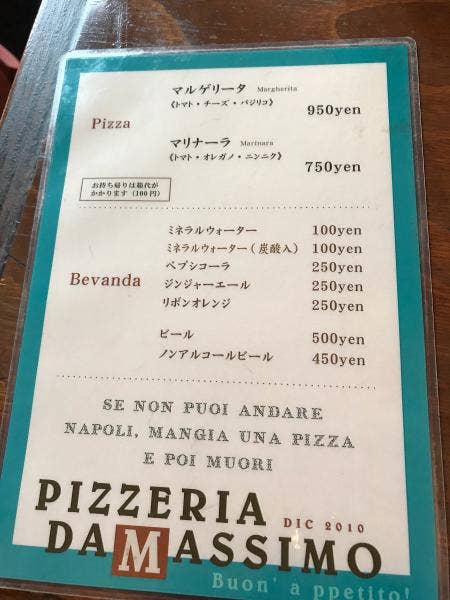 マルゲリータ Margherita
《トマト・チーズ・バジリコ》
950yen
Pizza
マリナーラ Marinara
《トマト・オレガノ・ニンニク》
750yen
お持ち帰りは箱代が
かかります（100円）
ミネラルウォーター 100yen
ミネラルウォーター（炭酸入） 100yen
Bevanda
ペプシコーラ 250yen
ジンジャーエール 250yen
リボンオレンジ 250yen
ビール 500yen
ノンアルコールビール 450yen
SE NON PUOI ANDARE
NAPOLI, MANGIA UNA PIZZA
E POI MUORI
PIZZERIA DIC 2010
DA MASSIMO
Buon' a ppetito!